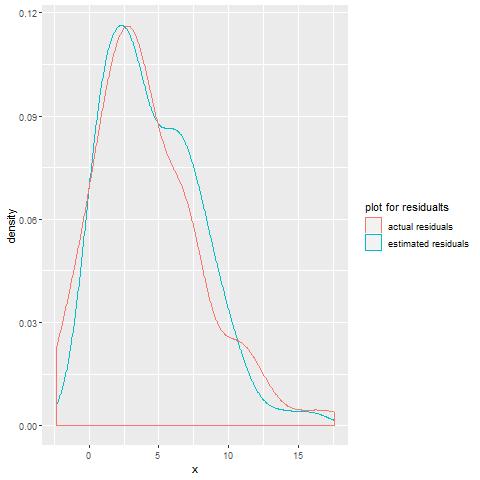 0.12
0.09
0.06
0.03
0.00
density
0
5
10
15
x
plot for residualts
actual residuals
estimated residuals